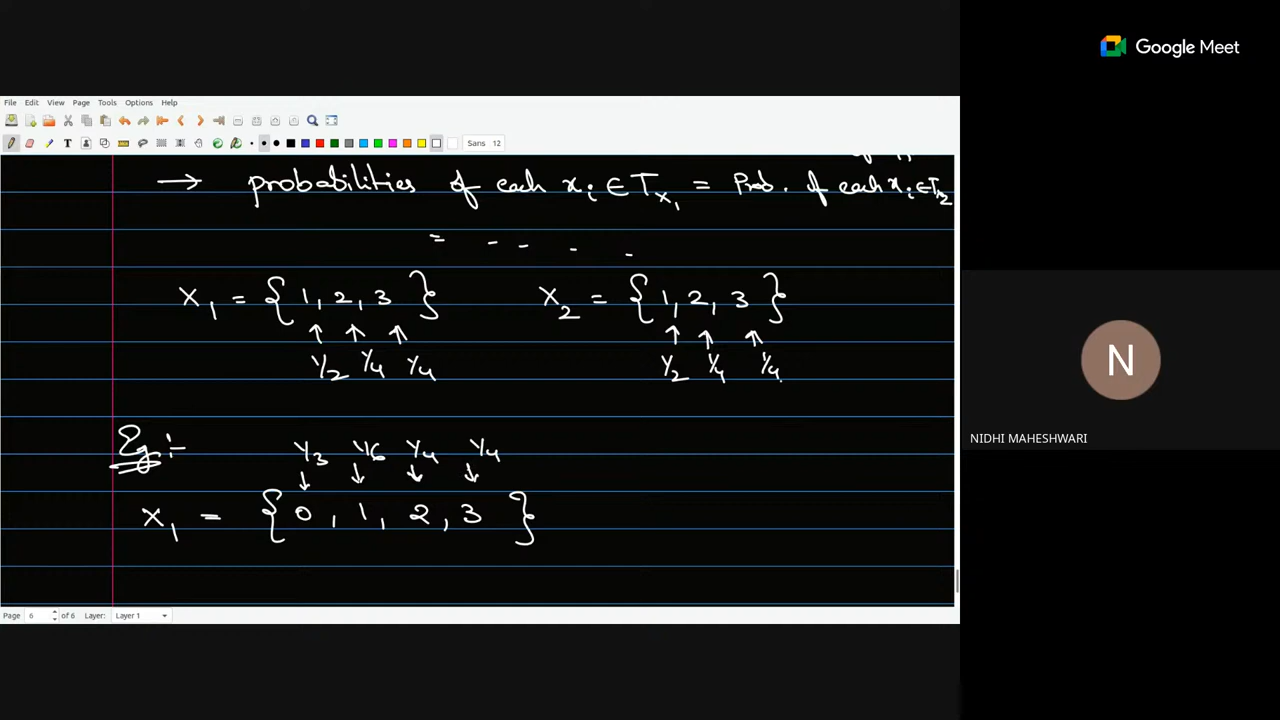 Google Meet
File Edit View Page Tools Options Help
Sans 12
→ probabilities of each xᵢ ∈ T_X₁ = Prob. of each xᵢ ∈ T_X₂
= - - - -
X₁ = { 1, 2, 3 } X₂ = { 1, 2, 3 }
↑ ↑ ↑ ↑ ↑ ↑
1/2 1/4 1/4 1/2 1/4 1/4
Eg :-
1/3 1/6 1/4 1/4
↓ ↓ ↓ ↓
X₁ = { 0, 1, 2, 3 }
N
NIDHI MAHESHWARI
Page 6 of 6 Layer: Layer 1